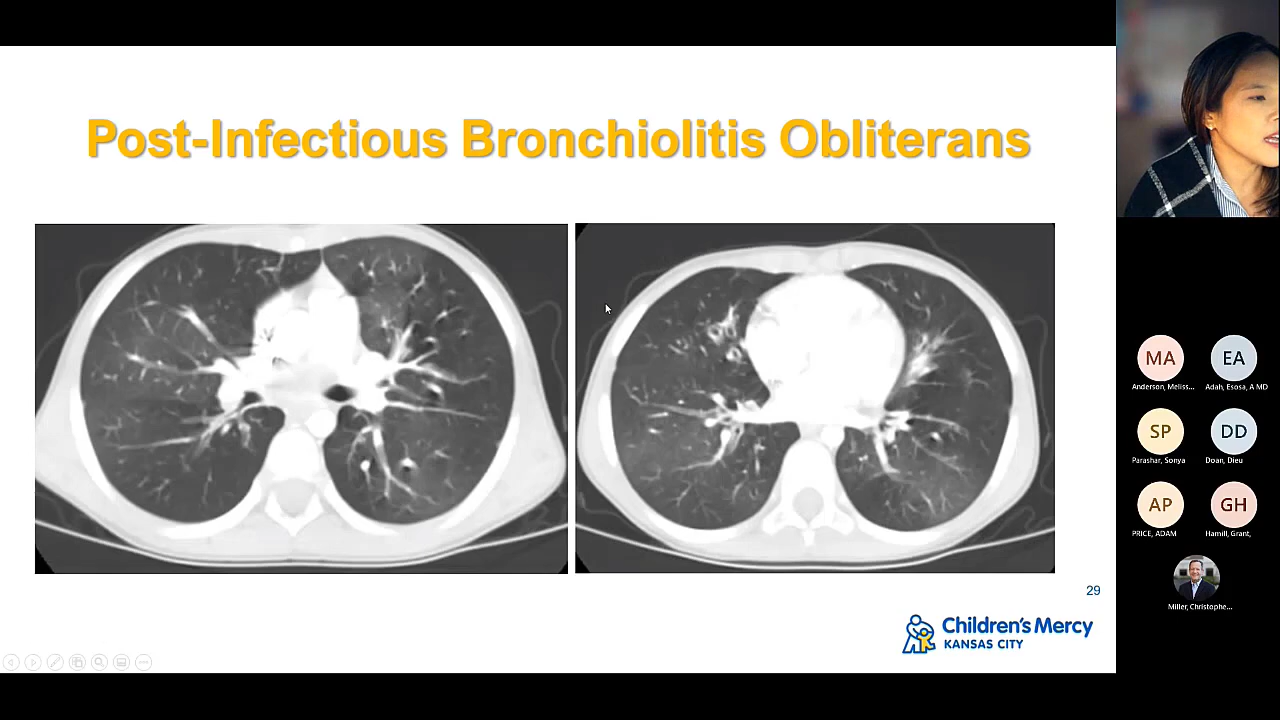 Post-Infectious Bronchiolitis Obliterans
MA
EA
Anderson, Meliss...
Adah, Esosa, A MD
SP
DD
Parashar, Sonya
Doan, Dieu
AP
GH
PRICE, ADAM
Hamill, Grant,
Miller, Christophe...
29
Children's Mercy
KANSAS CITY